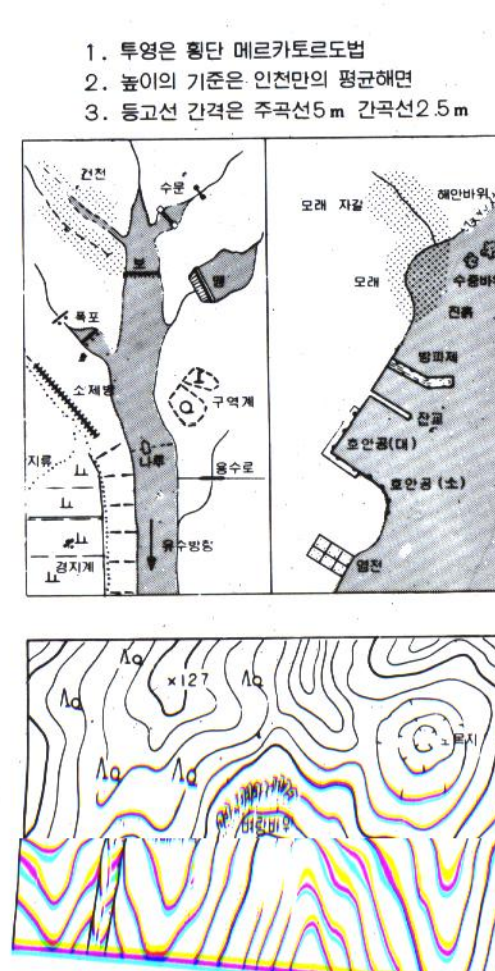 1. 투영은 횡단 메르카토르도법
2. 높이의 기준은 인천만의 평균해면
3. 등고선 간격은 주곡선5m 간곡선2.5m
건천
수문
보
댐
폭포
소제방
구역계
지류
나루
용수로
유수방향
경지계
해안바위
모래 자갈
모래
수중바위
진흙
방파제
잔교
호안공(대)
호안공(소)
염전
×127
벼랑바위